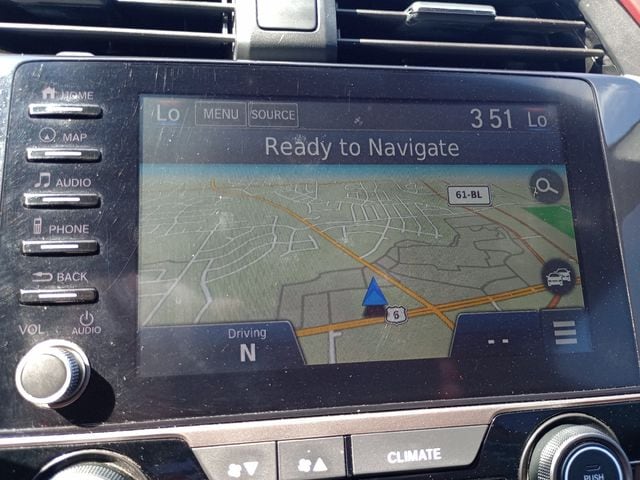 HOME
MAP
AUDIO
PHONE
BACK
VOL
AUDIO
Lo MENU SOURCE 3 51 Lo
Ready to Navigate
61-BL
6
Driving
N
--
CLIMATE
PUSH